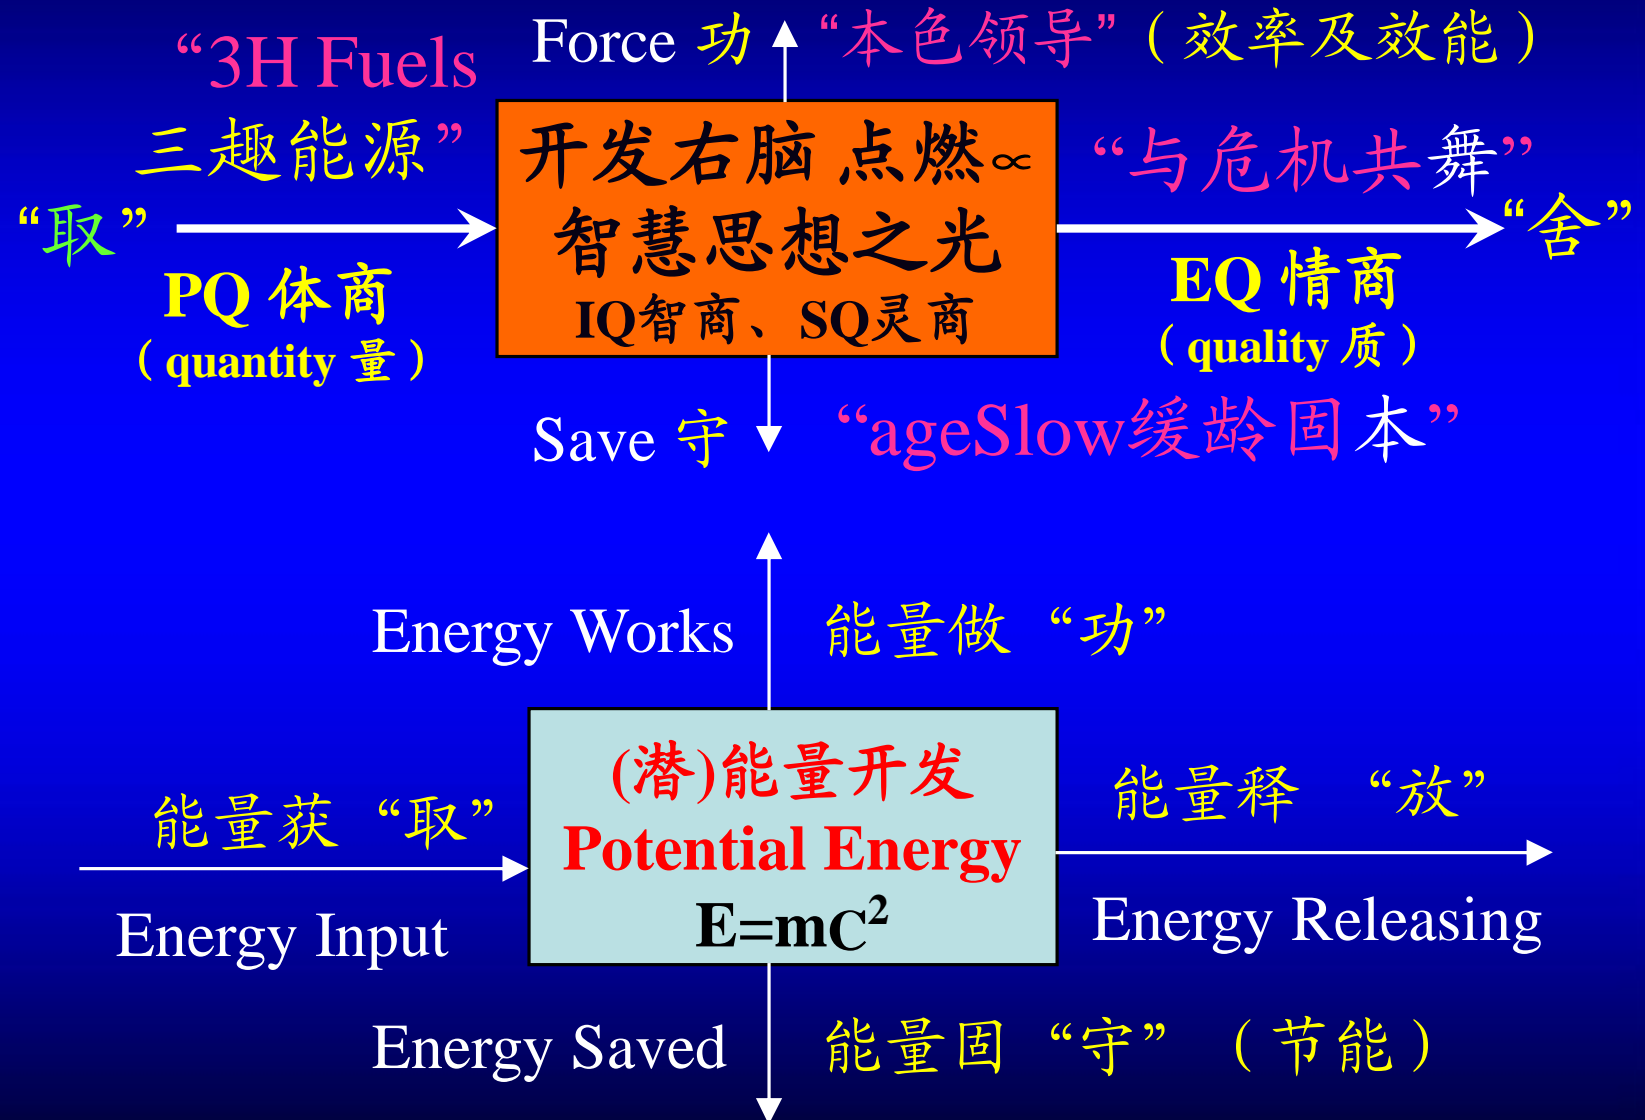 “3H Fuels
三趣能源”
Force 功
“本色领导”（效率及效能）
开发右脑 点燃∝
智慧思想之光
IQ智商、SQ灵商
“与危机共舞”
“取”
“舍”
PQ 体商
（quantity 量）
EQ 情商
（quality 质）
Save 守
“ageSlow缓龄固本”
Energy Works
能量做“功”
(潜)能量开发
Potential Energy
E=mC²
能量获“取”
Energy Input
能量释 “放”
Energy Releasing
Energy Saved
能量固“守”（节能）